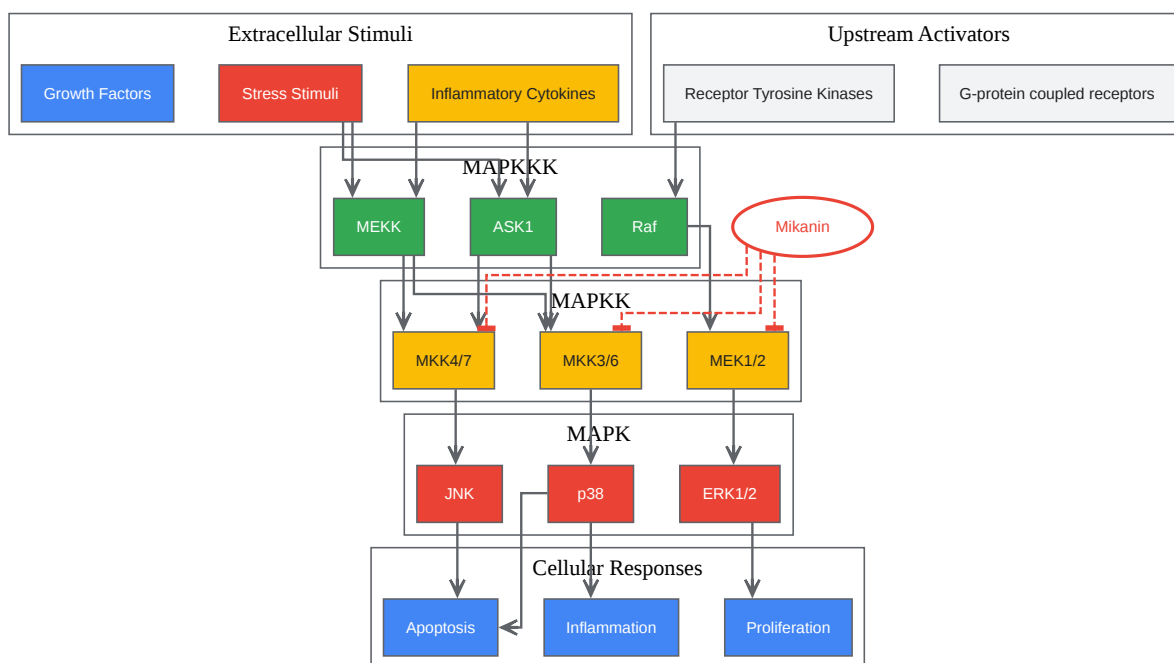 Extracellular Stimuli
Upstream Activators
Growth Factors
Stress Stimuli
Inflammatory Cytokines
Receptor Tyrosine Kinases
G-protein coupled receptors
MAPKKK
MEKK
ASK1
Raf
Mikanin
MAPKK
MKK4/7
MKK3/6
MEK1/2
MAPK
JNK
p38
ERK1/2
Cellular Responses
Apoptosis
Inflammation
Proliferation